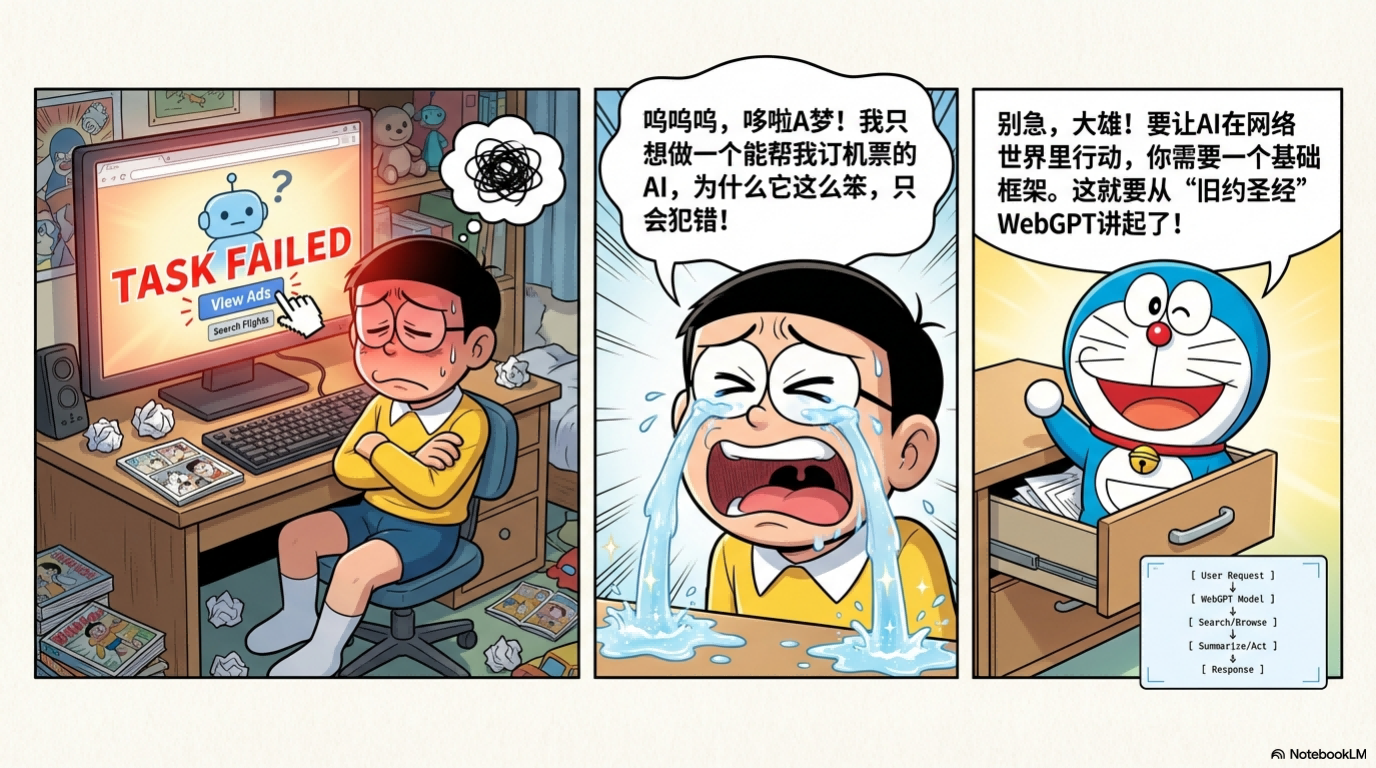 TASK FAILED
View Ads
Search Flights
呜呜呜，哆啦A梦！我只
想做一个能帮我订机票的
AI，为什么它这么笨，只
会犯错！
别急，大雄！要让AI在网络
世界里行动，你需要一个基础
框架。这就要从“旧约圣经”
WebGPT讲起了！
[ User Request ]
↓
[ WebGPT Model ]
↓
[ Search/Browse ]
↓
[ Summarize/Act ]
↓
[ Response ]
NotebookLM